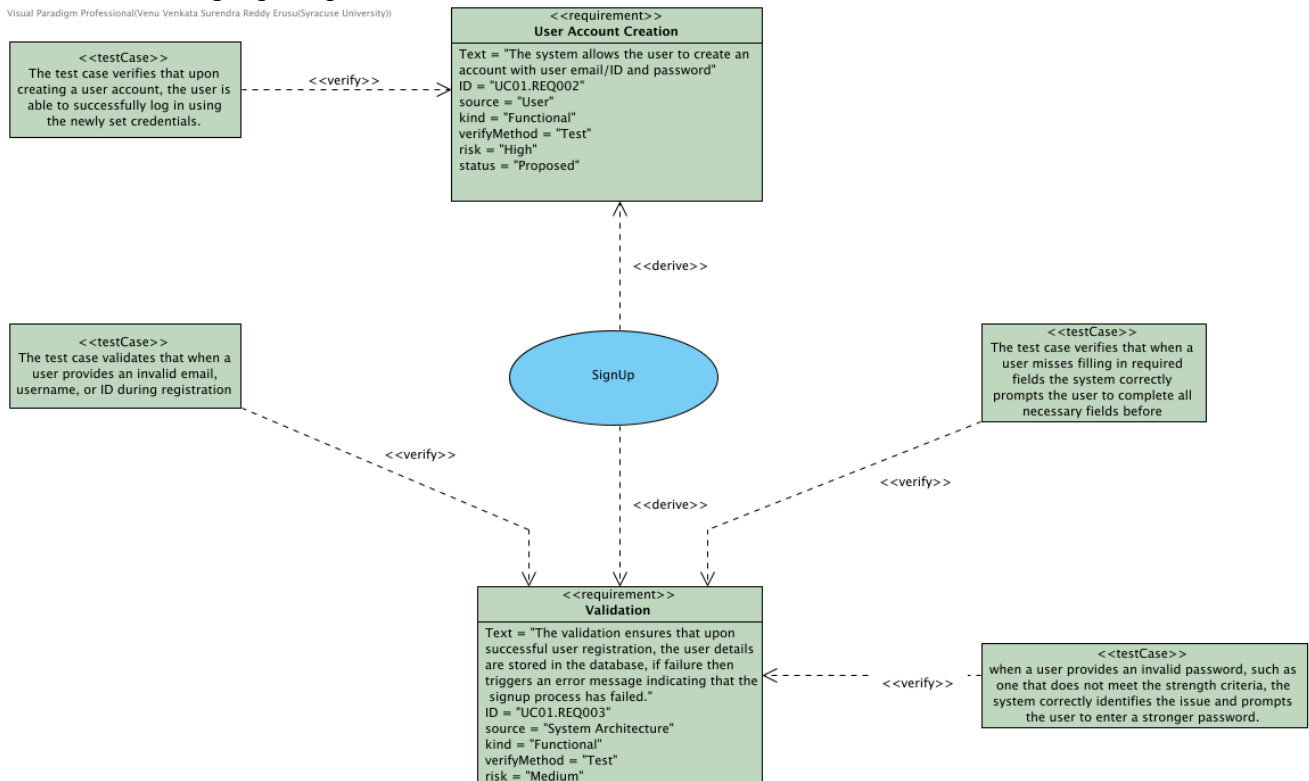 Visual Paradigm Professional(Venu Venkata Surendra Reddy Erusu(Syracuse University))
<<requirement>>
User Account Creation
Text = "The system allows the user to create an
account with user email/ID and password"
ID = "UC01.REQ002"
source = "User"
kind = "Functional"
verifyMethod = "Test"
risk = "High"
status = "Proposed"
<<testCase>>
The test case verifies that upon
creating a user account, the user is
able to successfully log in using
the newly set credentials.
<<verify>>
<<derive>>
SignUp
<<testCase>>
The test case validates that when a
user provides an invalid email,
username, or ID during registration
<<testCase>>
The test case verifies that when a
user misses filling in required
fields the system correctly
prompts the user to complete all
necessary fields before
<<verify>>
<<verify>>
<<derive>>
<<requirement>>
Validation
Text = "The validation ensures that upon
successful user registration, the user details
are stored in the database, if failure then
triggers an error message indicating that the
signup process has failed."
ID = "UC01.REQ003"
source = "System Architecture"
kind = "Functional"
verifyMethod = "Test"
risk = "Medium"
<<verify>>
<<testCase>>
when a user provides an invalid password, such as
one that does not meet the strength criteria, the
system correctly identifies the issue and prompts
the user to enter a stronger password.